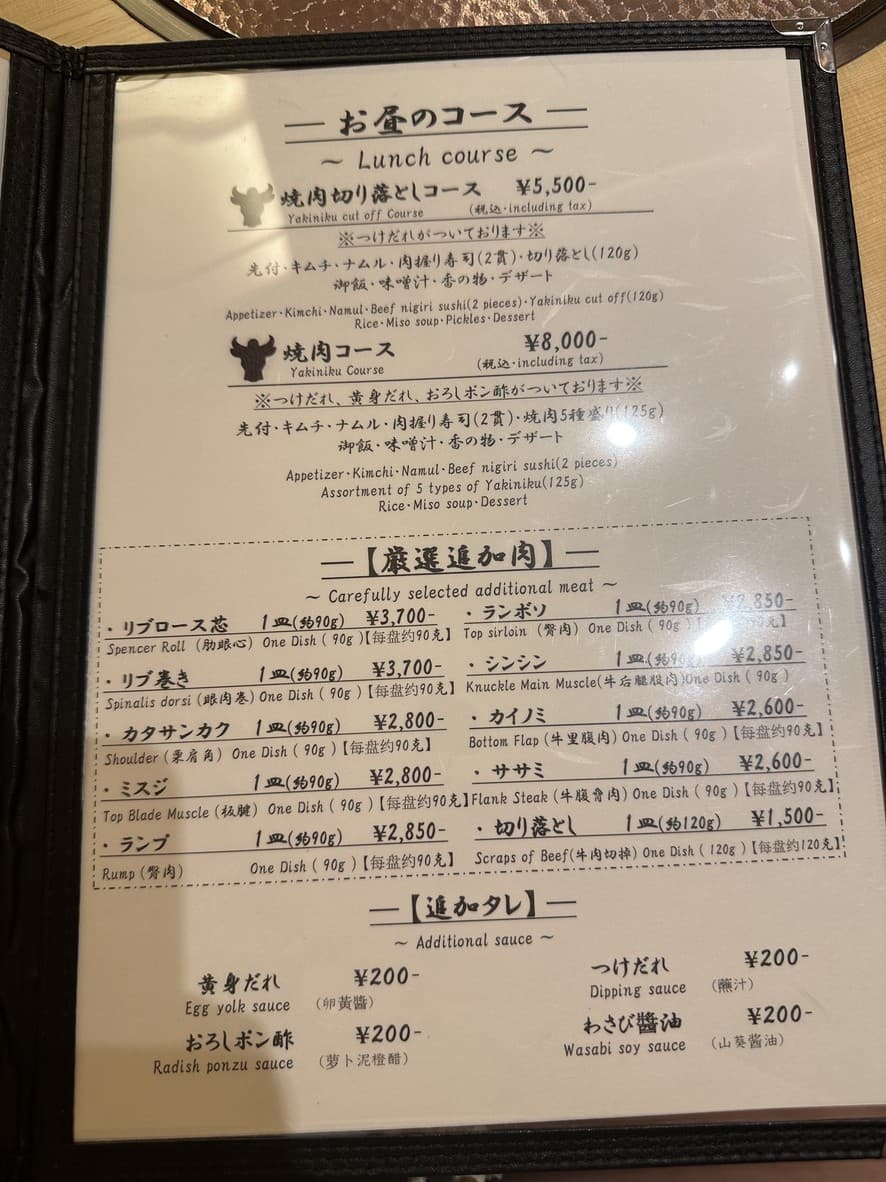 お昼のコース
～ Lunch course ～
焼肉切り落としコース ¥5,500-
Yakiniku cut off Course (税込・including tax)
※つけだれがついております※
先付・キムチ・ナムル・肉握り寿司(2貫)・切り落とし(120g)
御飯・味噌汁・香の物・デザート
Appetizer・Kimchi・Namul・Beef nigiri sushi(2 pieces)・Yakiniku cut off(120g)
Rice・Miso soup・Pickles・Dessert
焼肉コース ¥8,000-
Yakiniku Course (税込・including tax)
※つけだれ、黄身だれ、おろしポン酢がついております※
先付・キムチ・ナムル・肉握り寿司(2貫)・焼肉5種盛り(125g)
御飯・味噌汁・香の物・デザート
Appetizer・Kimchi・Namul・Beef nigiri sushi(2 pieces)
Assortment of 5 types of Yakiniku(125g)
Rice・Miso soup・Dessert
【厳選追加肉】
～ Carefully selected additional meat ～
・リブロース芯 1皿(約90g) ¥3,700-
Spencer Roll (肋眼心) One Dish ( 90g )【每盘约90克】
・リブ巻き 1皿(約90g) ¥3,700-
Spinalis dorsi (眼肉卷) One Dish ( 90g )【每盘约90克】
・カタサンカク 1皿(約90g) ¥2,800-
Shoulder (栗肩角) One Dish ( 90g )【每盘约90克】
・ミスジ 1皿(約90g) ¥2,800-
Top Blade Muscle (板腱) One Dish ( 90g )【每盘约90克】
・ランプ 1皿(約90g) ¥2,850-
Rump (臀肉) One Dish ( 90g )【每盘约90克】
・ランボソ 1皿(約90g) ¥2,850-
Top sirloin (臀肉) One Dish ( 90g )
・シンシン 1皿(約90g) ¥2,850-
Knuckle Main Muscle(牛后腿股肉)One Dish ( 90g )
・カイノミ 1皿(約90g) ¥2,600-
Bottom Flap (牛里腹肉) One Dish ( 90g )【每盘约90克】
・ササミ 1皿(約90g) ¥2,600-
Flank Steak (牛腹脅肉) One Dish ( 90g )【每盘约90克】
・切り落とし 1皿(約120g) ¥1,500-
Scraps of Beef(牛肉切掉) One Dish ( 120g )【每盘约120克】
【追加タレ】
～ Additional sauce ～
黄身だれ ¥200-
Egg yolk sauce (卵黃醬)
おろしポン酢 ¥200-
Radish ponzu sauce (萝卜泥橙醋)
つけだれ ¥200-
Dipping sauce (蘸汁)
わさび醤油 ¥200-
Wasabi soy sauce (山葵酱油)